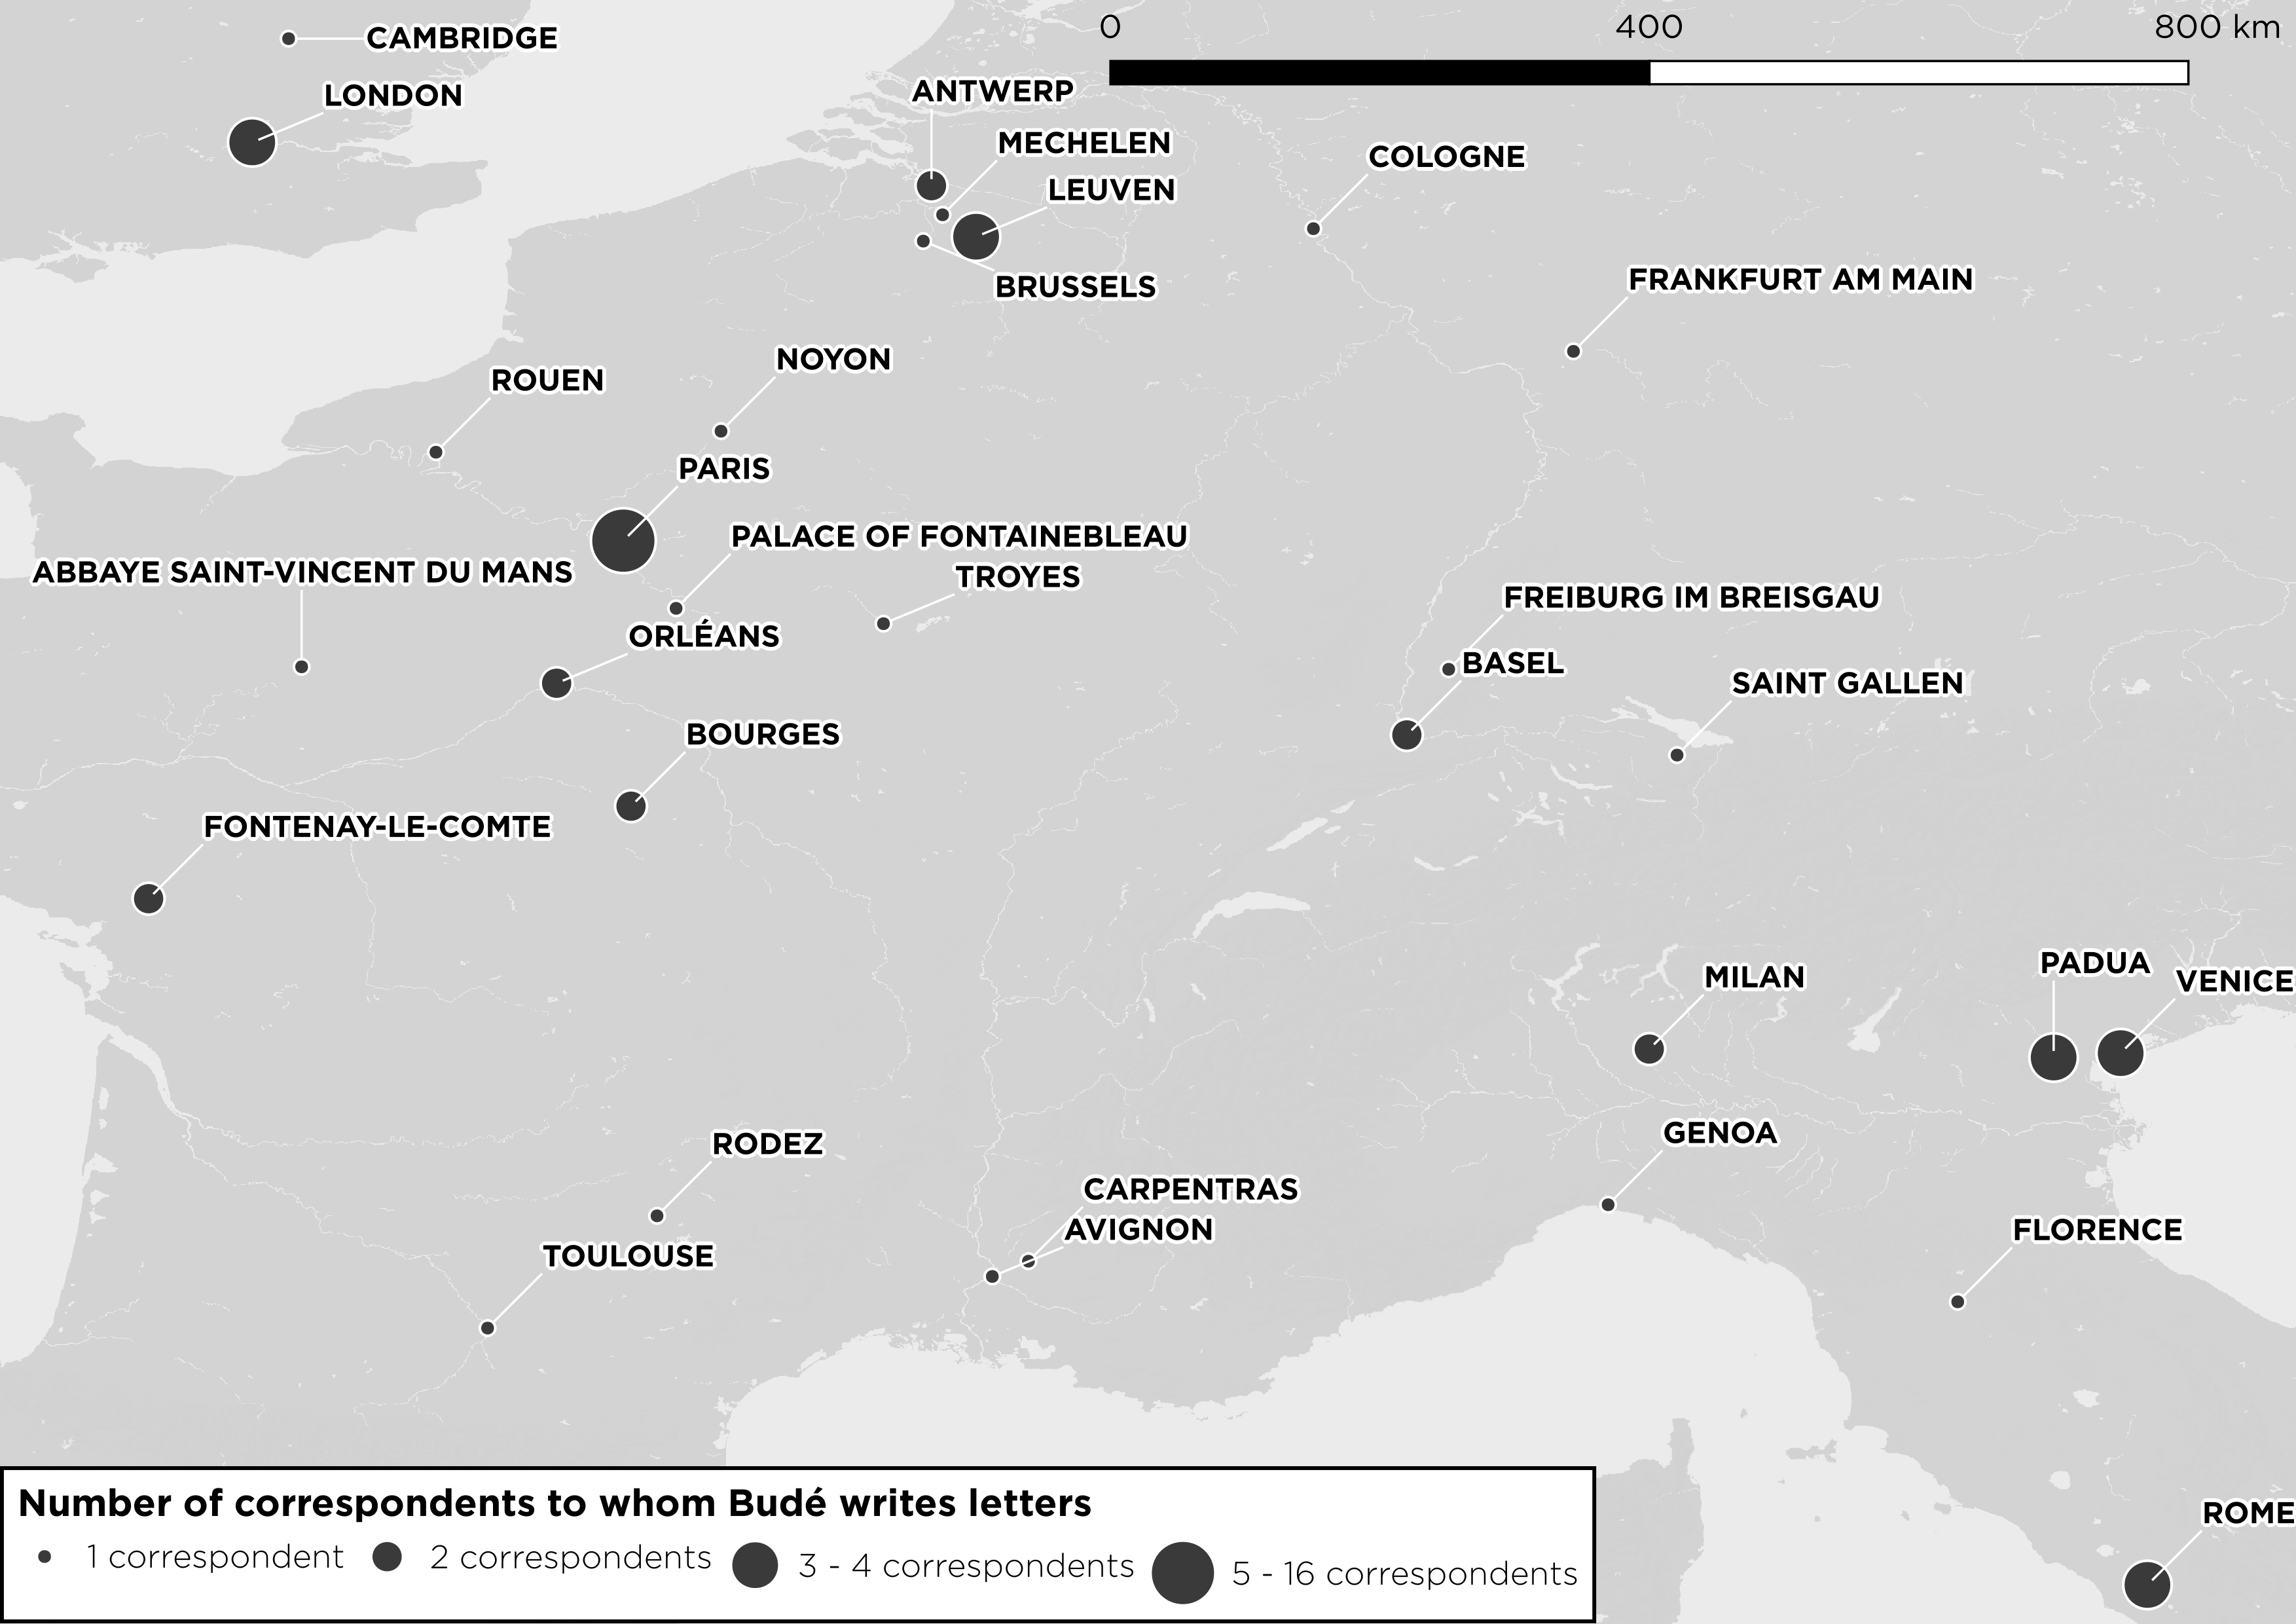 0 400 800 km
CAMBRIDGE
LONDON
ANTWERP
MECHELEN
COLOGNE
LEUVEN
FRANKFURT AM MAIN
BRUSSELS
NOYON
ROUEN
PARIS
PALACE OF FONTAINEBLEAU
ABBAYE SAINT-VINCENT DU MANS
TROYES
FREIBURG IM BREISGAU
ORLÉANS
BASEL
SAINT GALLEN
BOURGES
FONTENAY-LE-COMTE
PADUA
MILAN
VENICE
GENOA
RODEZ
CARPENTRAS
AVIGNON
FLORENCE
TOULOUSE
ROME
Number of correspondents to whom Budé writes letters
1 correspondent 2 correspondents 3 - 4 correspondents 5 - 16 correspondents